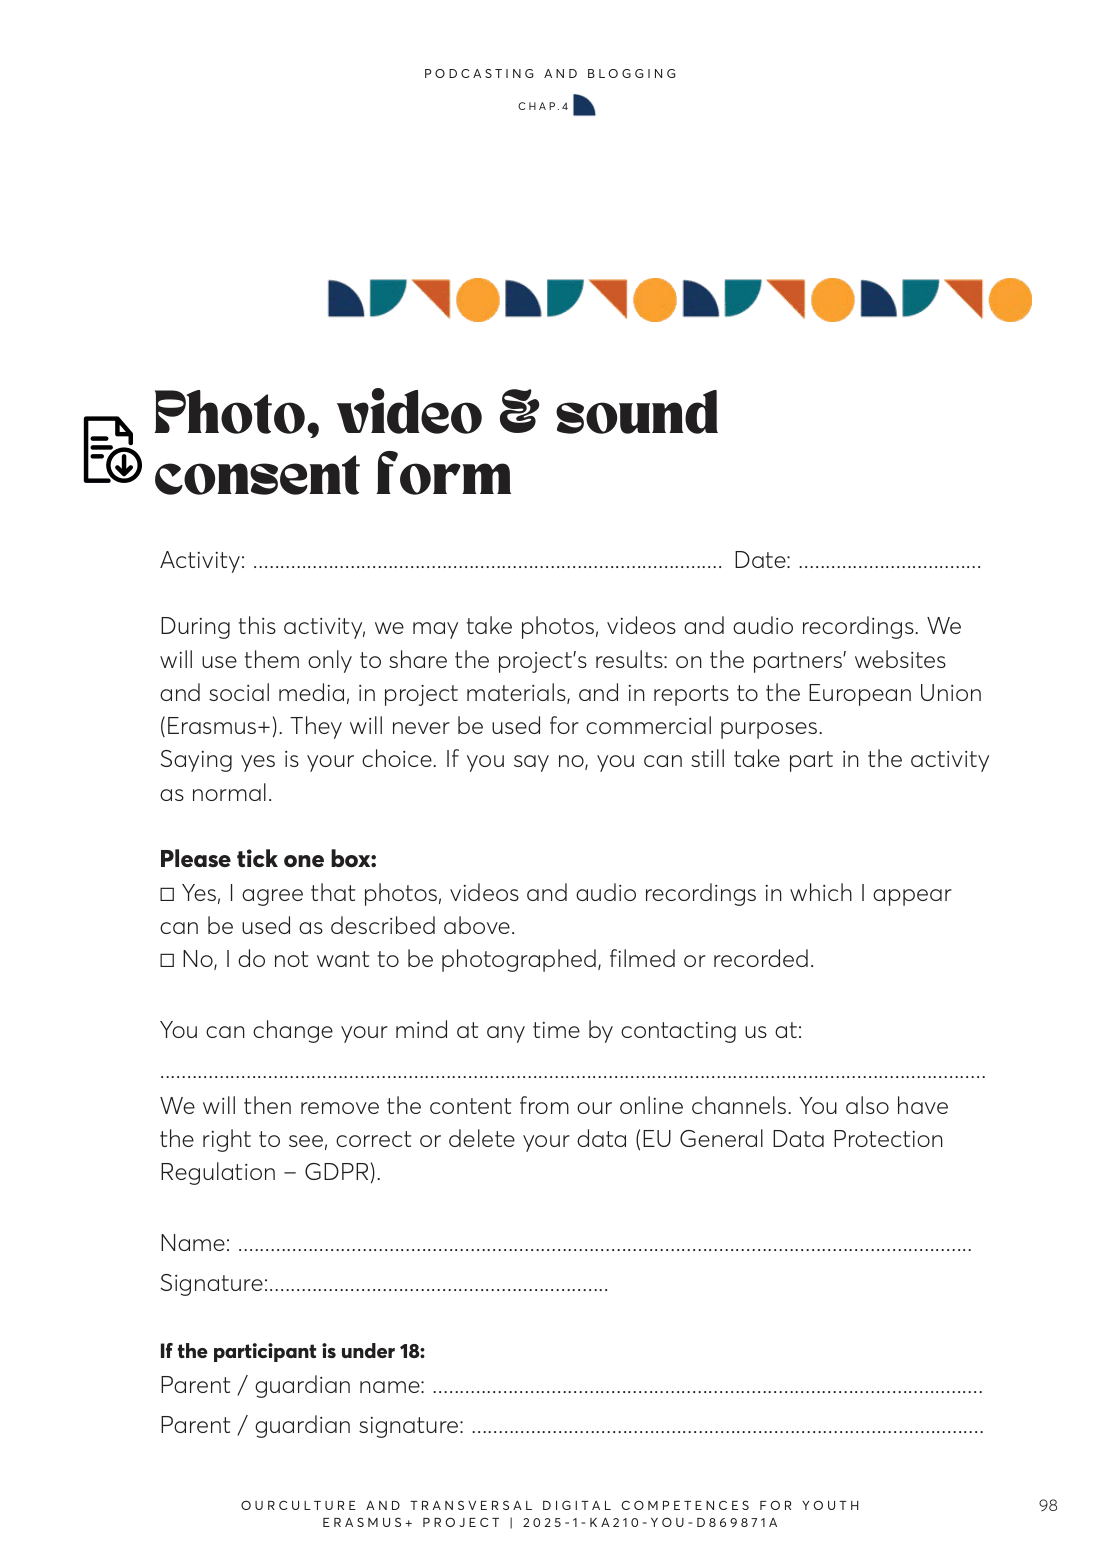 PODCASTING AND BLOGGING
CHAP.4
Photo, video & sound
consent form
Activity: ....................................................................................... Date: ..................................
During this activity, we may take photos, videos and audio recordings. We
will use them only to share the project's results: on the partners' websites
and social media, in project materials, and in reports to the European Union
(Erasmus+). They will never be used for commercial purposes.
Saying yes is your choice. If you say no, you can still take part in the activity
as normal.
Please tick one box:
□ Yes, I agree that photos, videos and audio recordings in which I appear
can be used as described above.
□ No, I do not want to be photographed, filmed or recorded.
You can change your mind at any time by contacting us at:
.........................................................................................................................................................
We will then remove the content from our online channels. You also have
the right to see, correct or delete your data (EU General Data Protection
Regulation – GDPR).
Name: ........................................................................................................................................
Signature:...............................................................
If the participant is under 18:
Parent / guardian name: ......................................................................................................
Parent / guardian signature: ...............................................................................................
OURCULTURE AND TRANSVERSAL DIGITAL COMPETENCES FOR YOUTH
ERASMUS+ PROJECT | 2025-1-KA210-YOU-D869871A
98